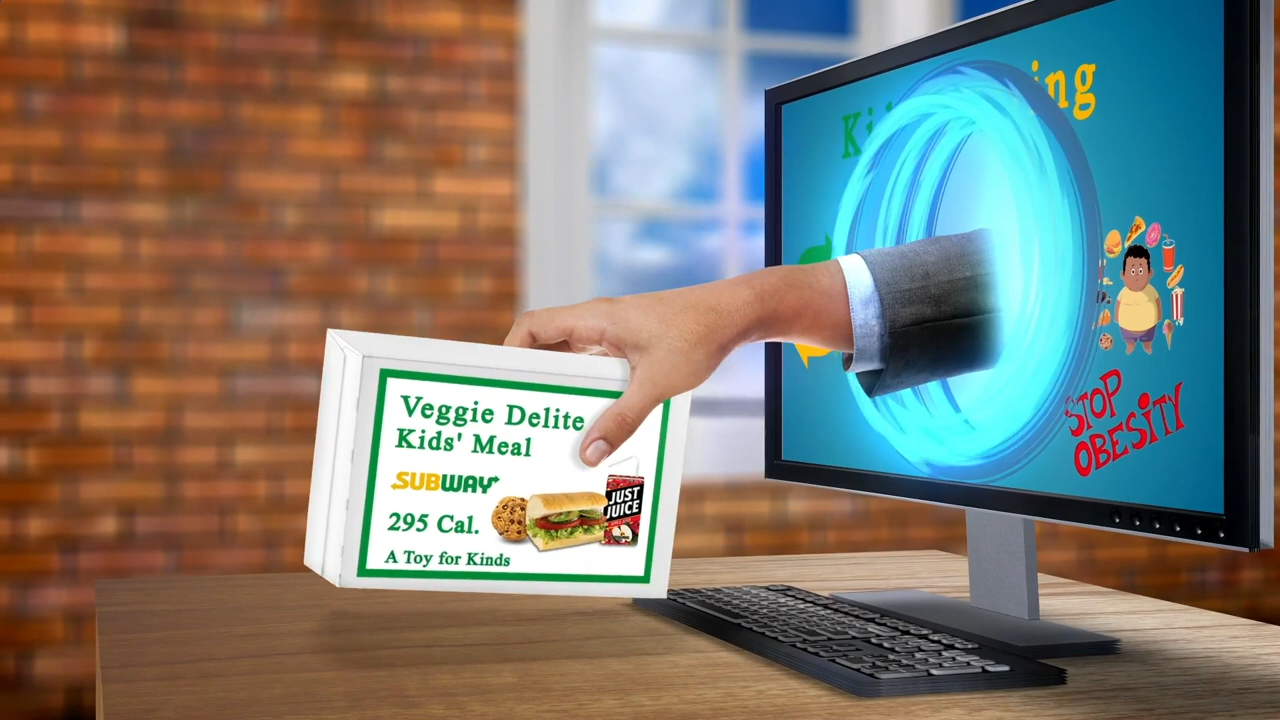 Veggie Delite
Kids' Meal
SUBWAY
295 Cal.
A Toy for Kinds
JUST
JUICE
STOP
OBESITY